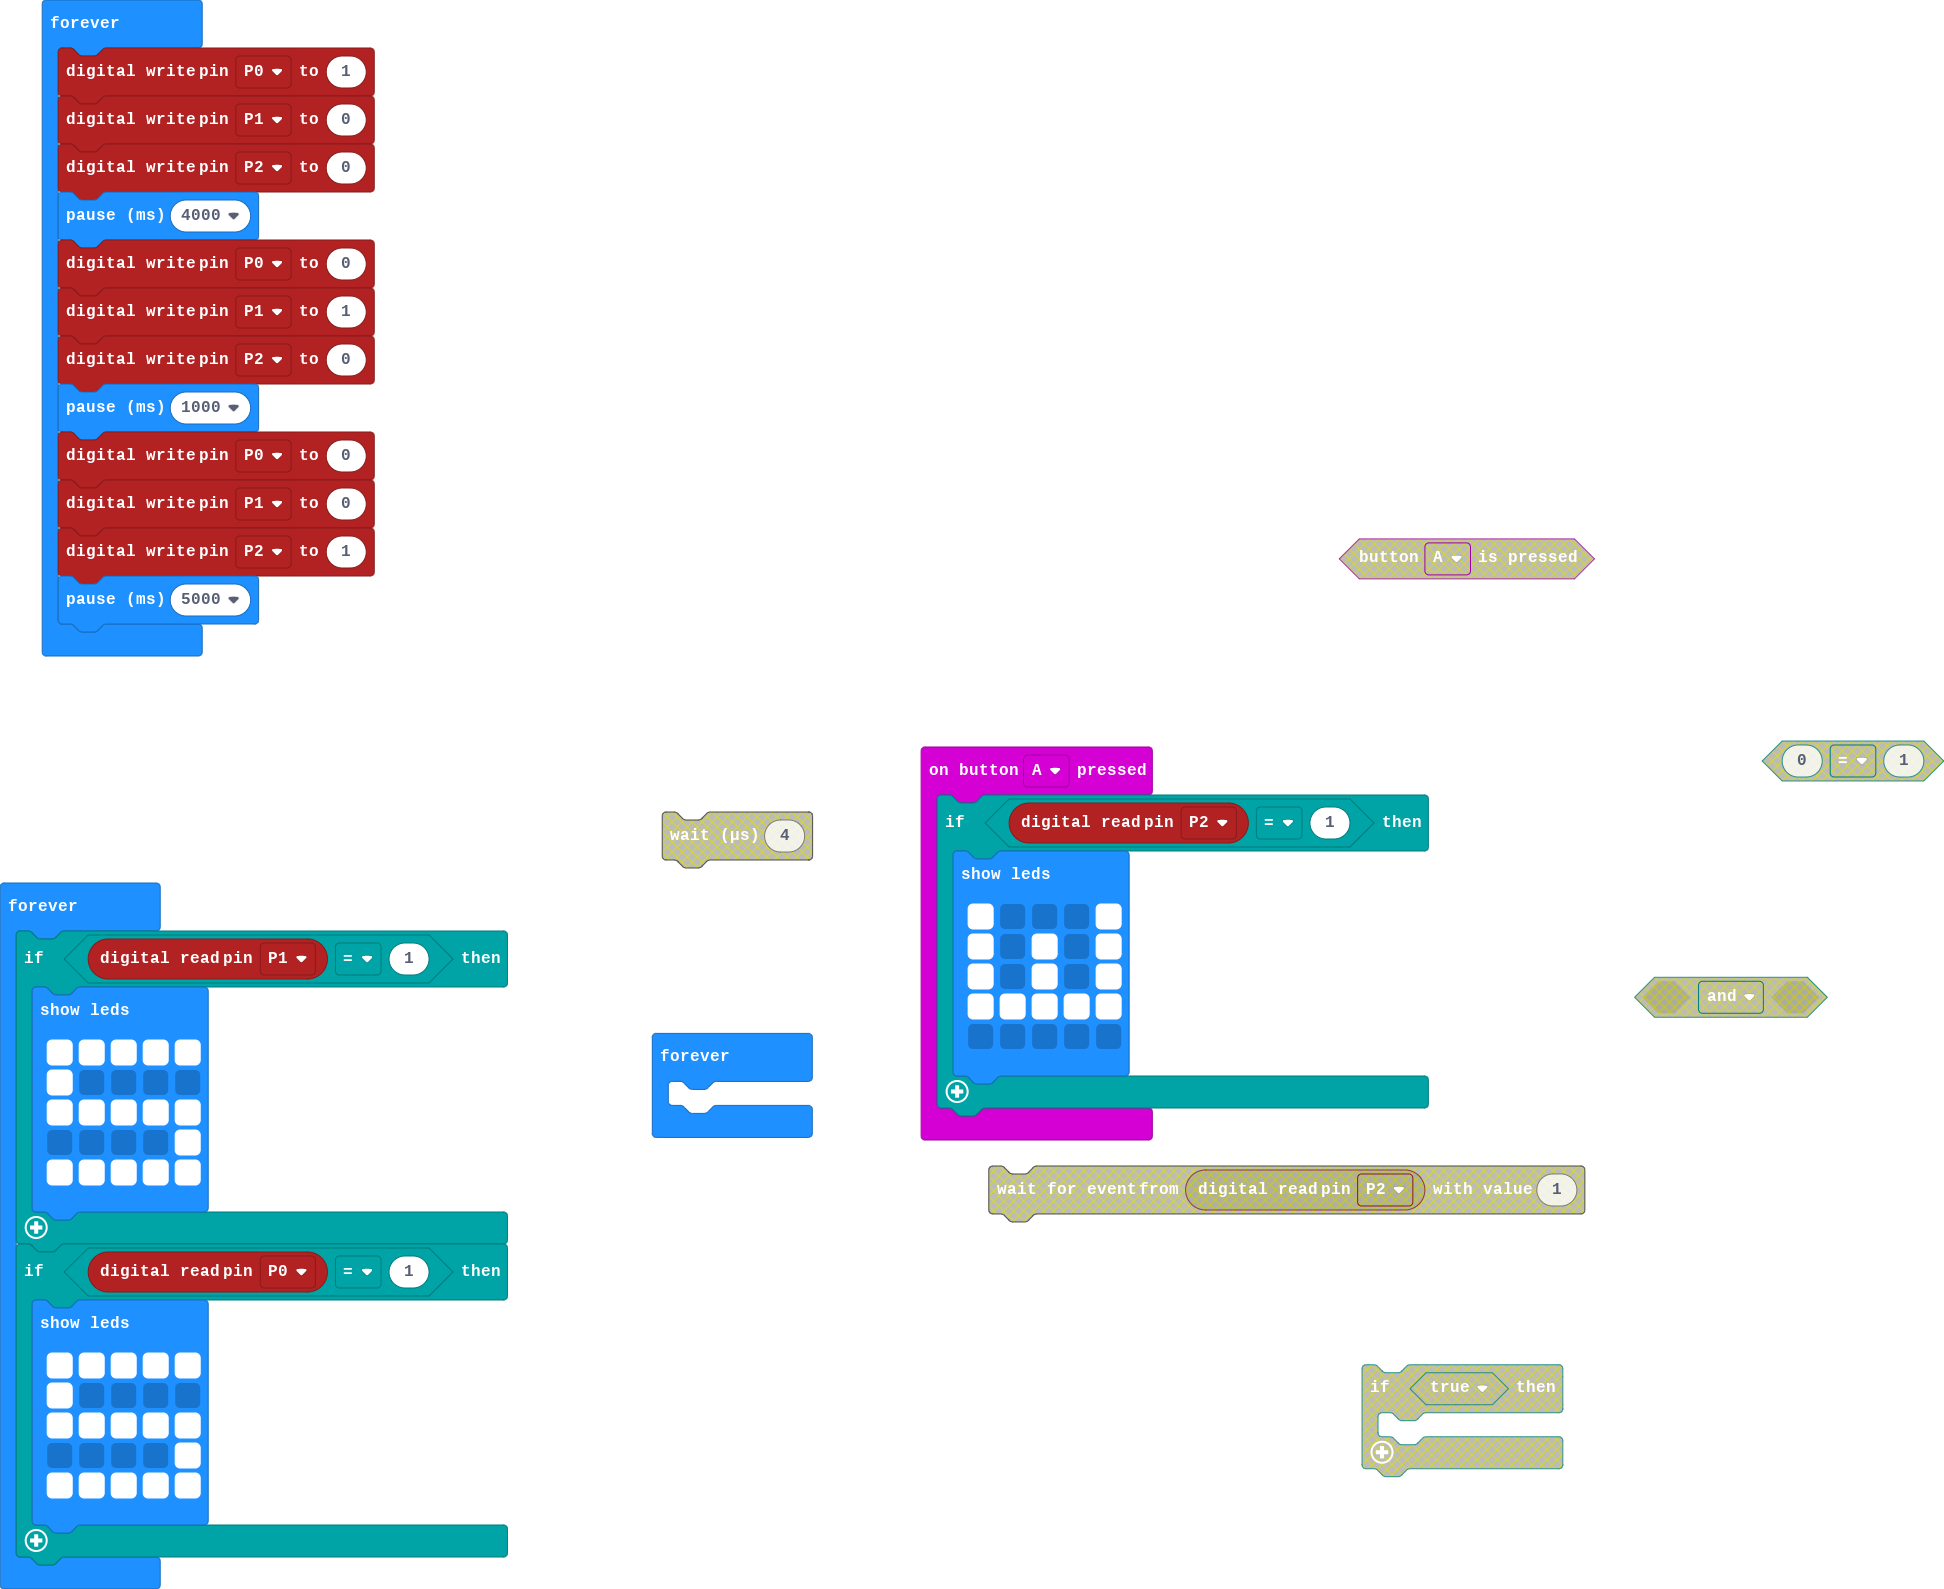 forever
digital write pin P0 to 1
digital write pin P1 to 0
digital write pin P2 to 0
pause (ms) 4000
digital write pin P0 to 0
digital write pin P1 to 1
digital write pin P2 to 0
pause (ms) 1000
digital write pin P0 to 0
digital write pin P1 to 0
digital write pin P2 to 1
pause (ms) 5000
button A is pressed
0 = 1
on button A pressed
if digital read pin P2 = 1 then
show leds
wait (µs) 4
forever
if digital read pin P1 = 1 then
show leds
if digital read pin P0 = 1 then
show leds
forever
and
wait for event from digital read pin P2 with value 1
if true then